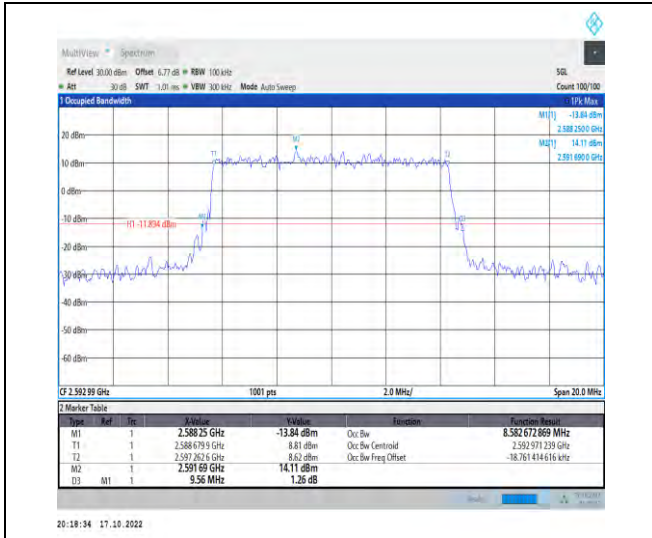 MultiView Spectrum
Ref Level 30.00 dBm Offset 6.77 dB RBW 100 kHz SGL
Att 30 dB SWT 1.01 ms VBW 300 kHz Mode Auto Sweep Count 100/100
1 Occupied Bandwidth 1Pk Max
M1[1] -13.84 dBm
2.588 2500 GHz
20 dBm
M2[1] 14.11 dBm
2.591 6900 GHz
M2
T1 T2
10 dBm
0 dBm
-10 dBm
M1
D3
H1 -11.894 dBm
-20 dBm
-30 dBm
-40 dBm
-50 dBm
-60 dBm
CF 2.592 99 GHz 1001 pts 2.0 MHz/ Span 20.0 MHz
2 Marker Table
Type Ref Trc X-Value Y-Value Function Function Result
M1 1 2.588 25 GHz -13.84 dBm Occ Bw 8.582 672 869 MHz
T1 1 2.588 679 9 GHz 8.81 dBm Occ Bw Centroid 2.592 971 239 GHz
T2 1 2.597 262 6 GHz 8.62 dBm Occ Bw Freq Offset -18.761 414 616 kHz
M2 1 2.591 69 GHz 14.11 dBm
D3 M1 1 9.56 MHz 1.26 dB
20:18:34 17.10.2022